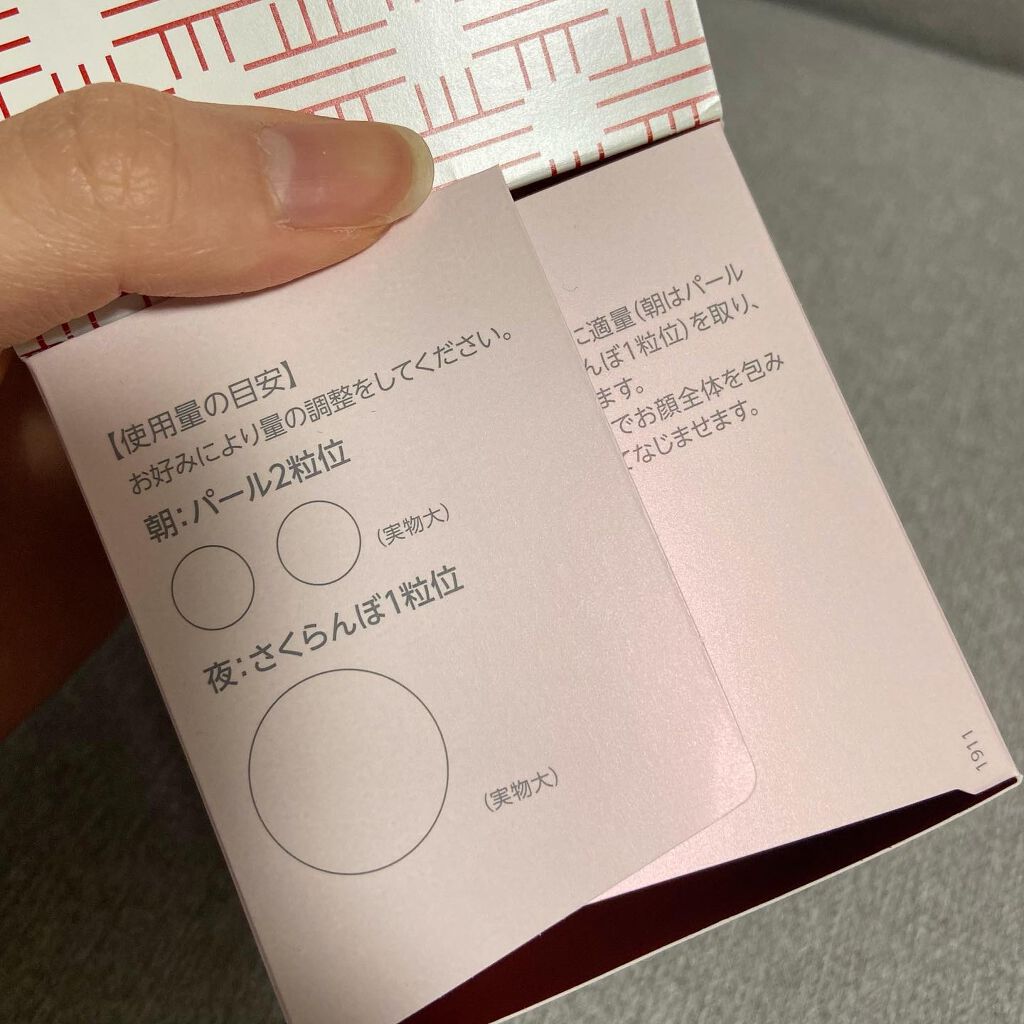 【使用量の目安】
お好みにより量の調整をしてください。
朝：パール2粒位
(実物大)
夜：さくらんぼ1粒位
(実物大)
に適量(朝はパール
んぼ1粒位)を取り、
ます。
でお顔全体を包み
てなじませます。
1911